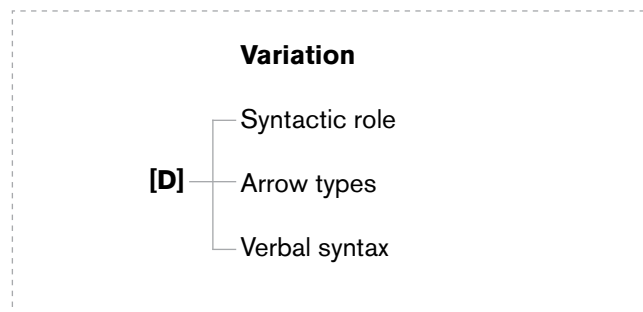 Variation
Syntactic role
[D] Arrow types
Verbal syntax